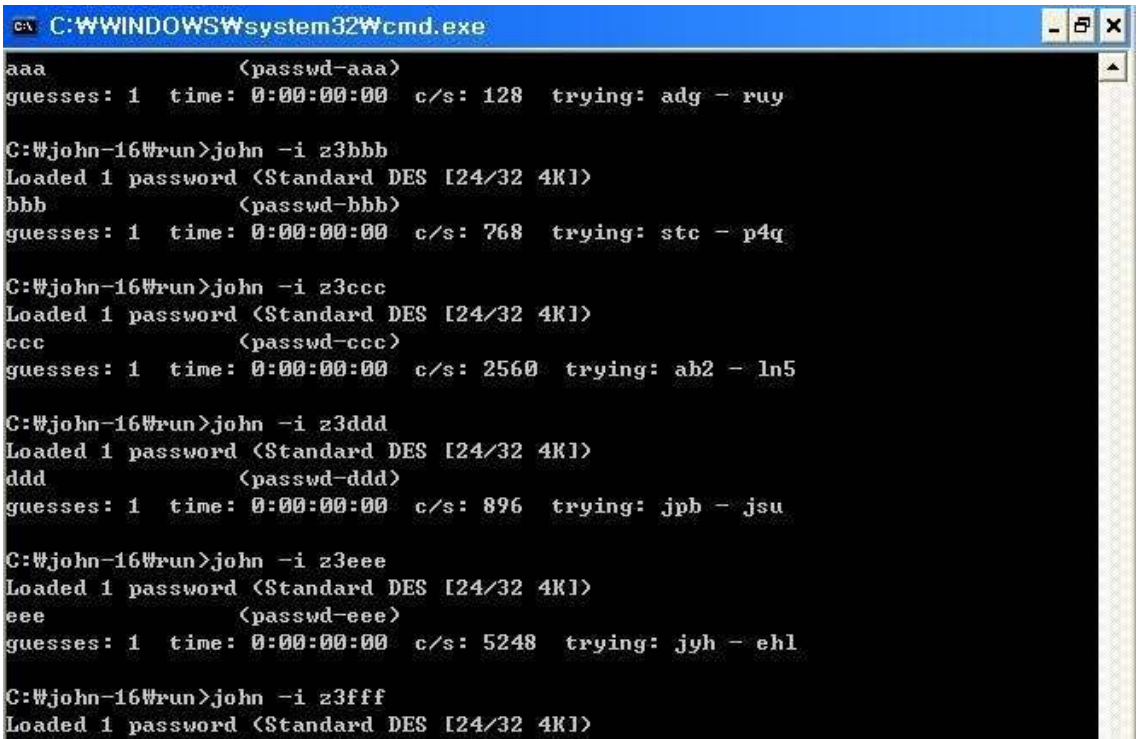 C:₩WINDOWS₩system32₩cmd.exe
aaa (passwd-aaa)
guesses: 1 time: 0:00:00:00 c/s: 128 trying: adg - ruy
C:₩john-16₩run>john -i z3bbb
Loaded 1 password (Standard DES [24/32 4K])
bbb (passwd-bbb)
guesses: 1 time: 0:00:00:00 c/s: 768 trying: stc - p4q
C:₩john-16₩run>john -i z3ccc
Loaded 1 password (Standard DES [24/32 4K])
ccc (passwd-ccc)
guesses: 1 time: 0:00:00:00 c/s: 2560 trying: ab2 - ln5
C:₩john-16₩run>john -i z3ddd
Loaded 1 password (Standard DES [24/32 4K])
ddd (passwd-ddd)
guesses: 1 time: 0:00:00:00 c/s: 896 trying: jpb - jsu
C:₩john-16₩run>john -i z3eee
Loaded 1 password (Standard DES [24/32 4K])
eee (passwd-eee)
guesses: 1 time: 0:00:00:00 c/s: 5248 trying: jyh - ehl
C:₩john-16₩run>john -i z3fff
Loaded 1 password (Standard DES [24/32 4K])